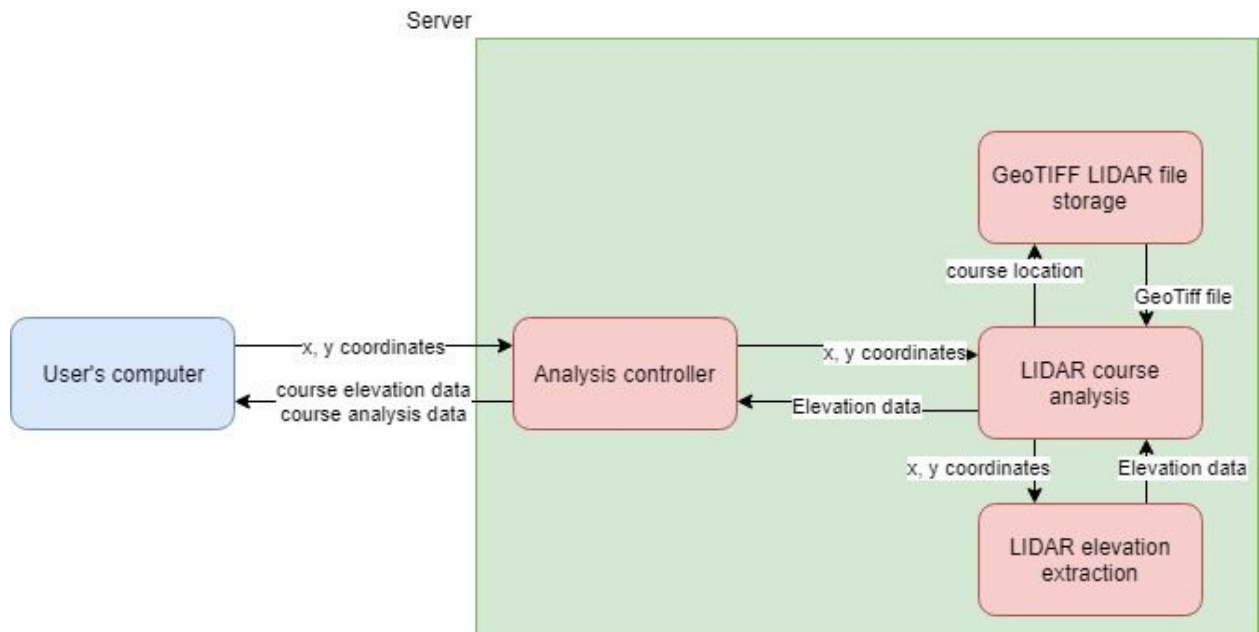 Server
GeoTIFF LIDAR file
storage
course location
GeoTiff file
User's computer
x, y coordinates
course elevation data
course analysis data
Analysis controller
x, y coordinates
Elevation data
LIDAR course
analysis
x, y coordinates
Elevation data
LIDAR elevation
extraction